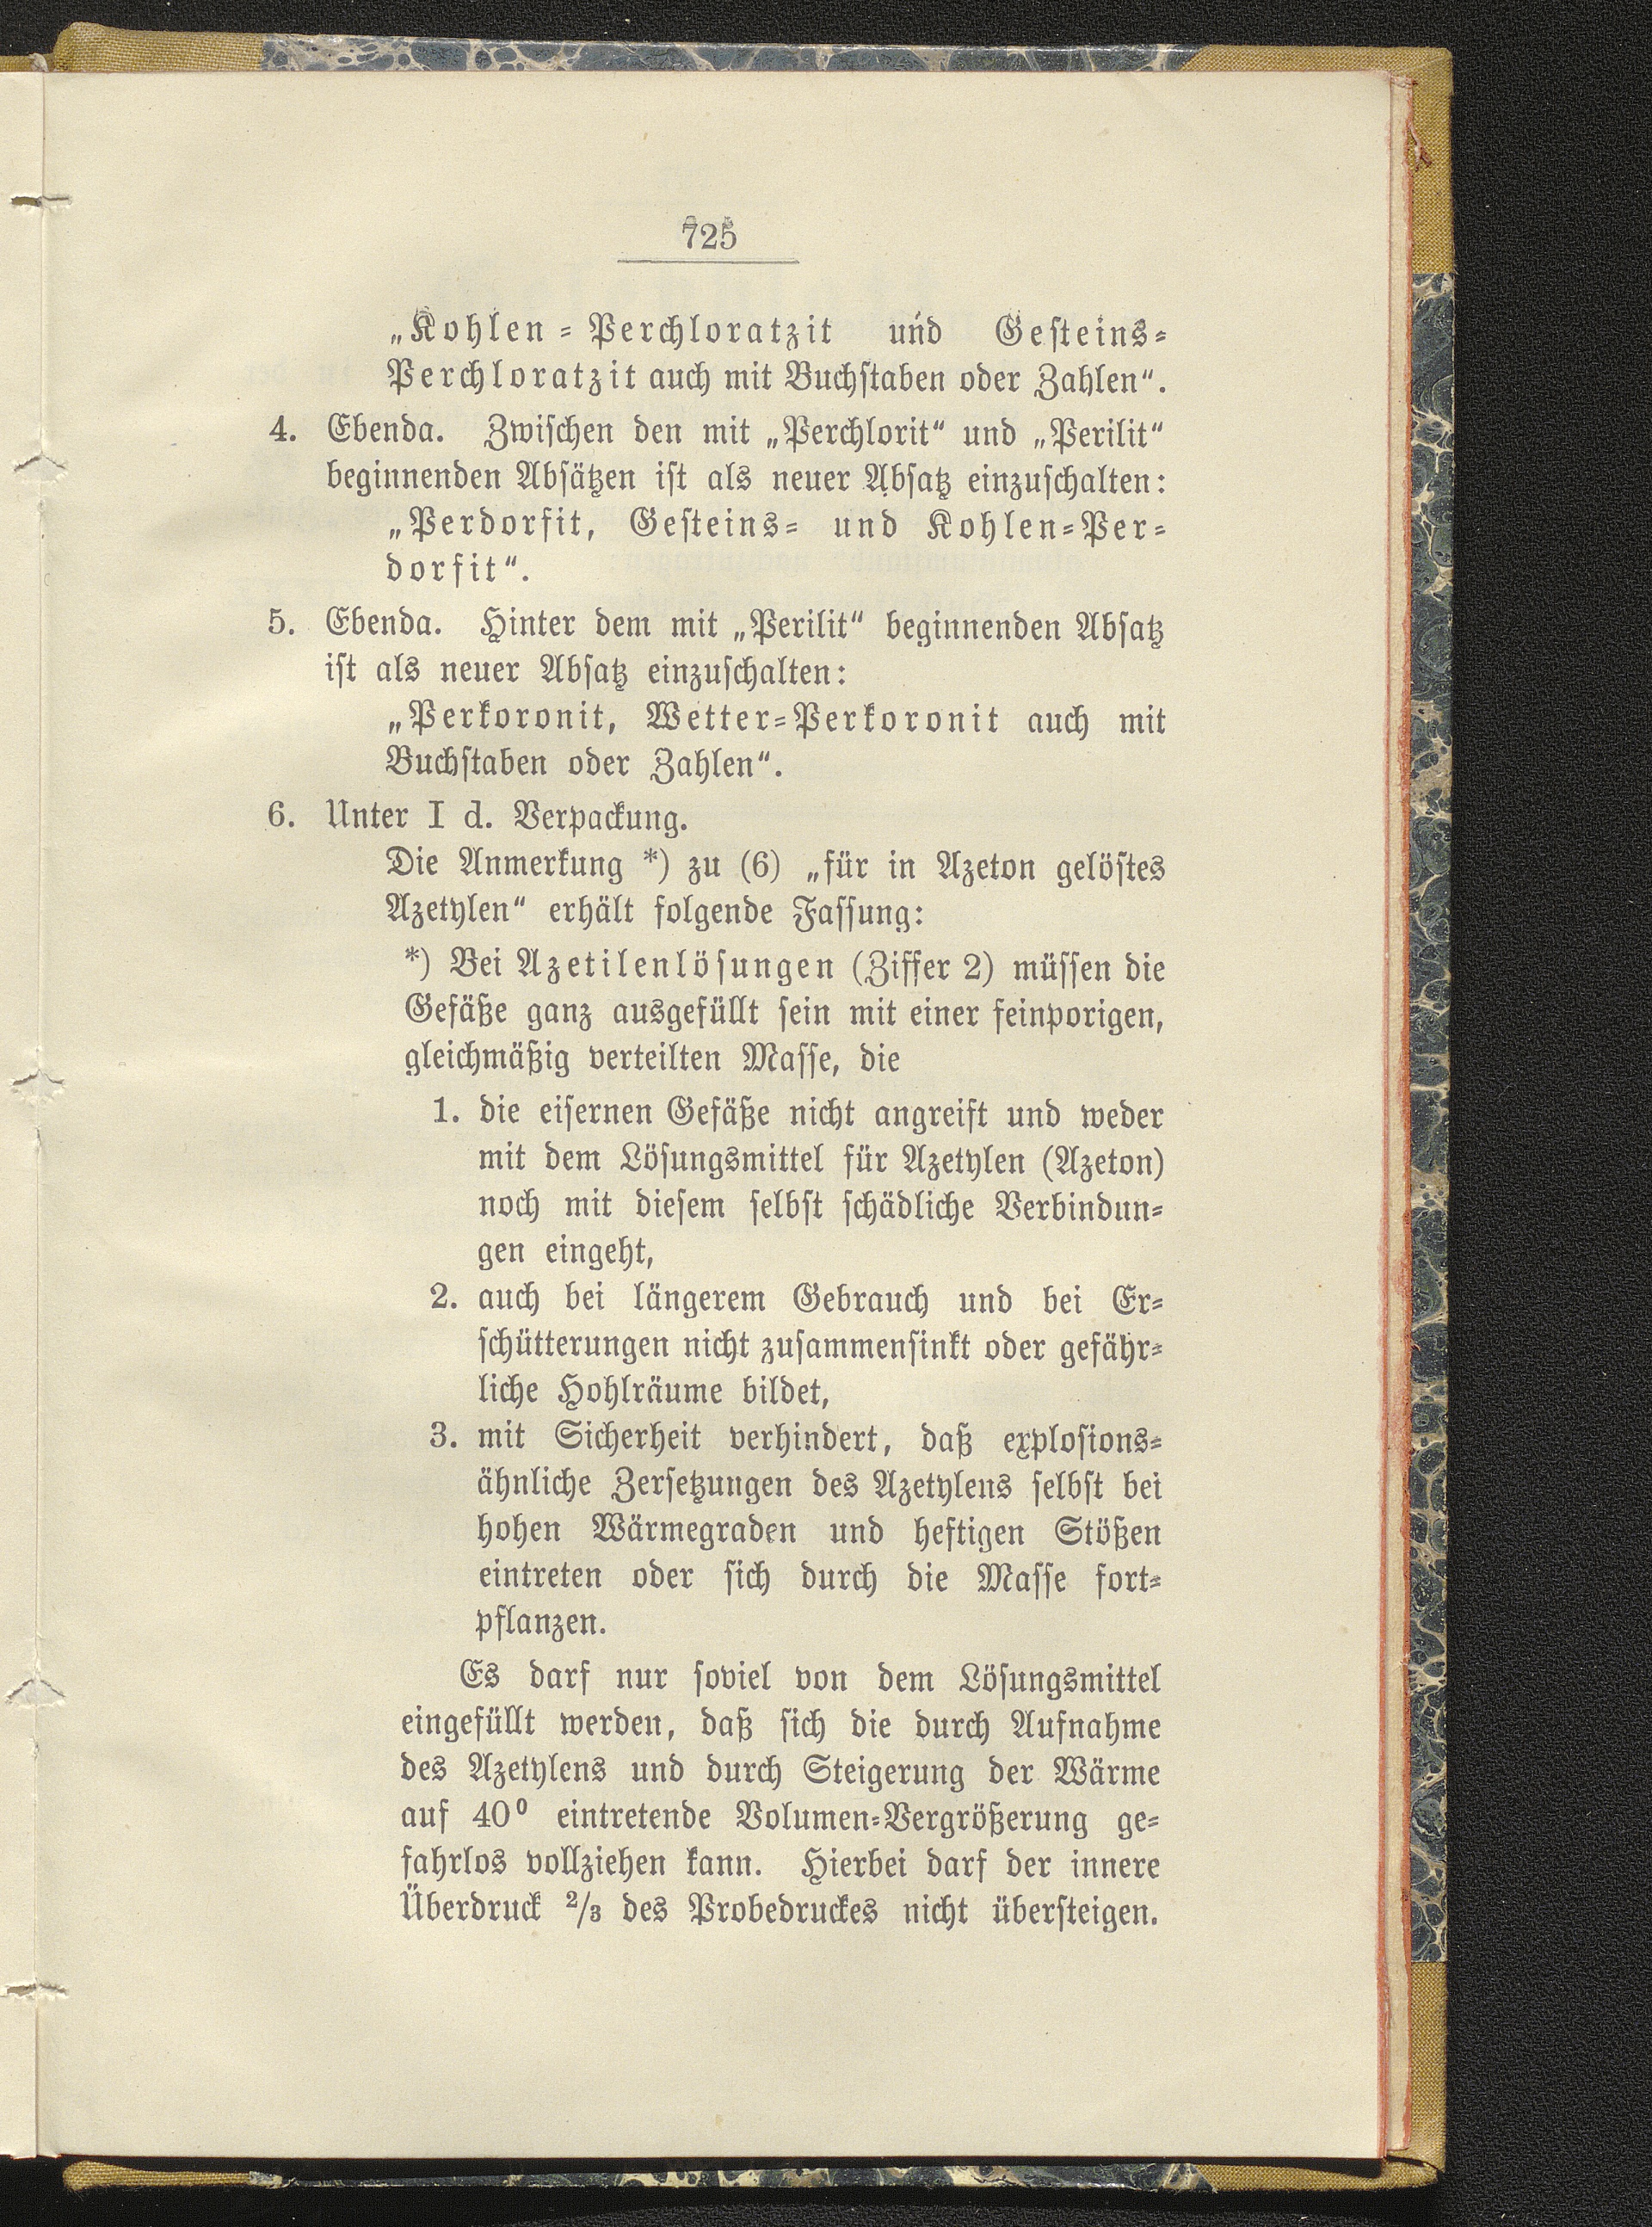 725
„Kohlen-Perchloratzit und Gesteins-
Perchloratzit auch mit Buchstaben oder Zahlen“.
4. Ebenda. Zwischen den mit „Perchlorit“ und „Perilit“
beginnenden Absätzen ist als neuer Absatz einzuschalten:
„Perdorfit, Gesteins- und Kohlen-Per-
dorfit“.
5. Ebenda. Hinter dem mit „Perilit“ beginnenden Absatz
ist als neuer Absatz einzuschalten:
„Perkoronit, Wetter-Perkoronit auch mit
Buchstaben oder Zahlen“.
6. Unter I d. Verpackung.
Die Anmerkung *) zu (6) „für in Azeton gelöstes
Azetylen“ erhält folgende Fassung:
*) Bei Azetilenlösungen (Ziffer 2) müssen die
Gefäße ganz ausgefüllt sein mit einer feinporigen,
gleichmäßig verteilten Masse, die
1. die eisernen Gefäße nicht angreift und weder
mit dem Lösungsmittel für Azetylen (Azeton)
noch mit diesem selbst schädliche Verbindun-
gen eingeht,
2. auch bei längerem Gebrauch und bei Er-
schütterungen nicht zusammensinkt oder gefähr-
liche Hohlräume bildet,
3. mit Sicherheit verhindert, daß explosions-
ähnliche Zersetzungen des Azetylens selbst bei
hohen Wärmegraden und heftigen Stößen
eintreten oder sich durch die Masse fort-
pflanzen.
Es darf nur soviel von dem Lösungsmittel
eingefüllt werden, daß sich die durch Aufnahme
des Azetylens und durch Steigerung der Wärme
auf 40⁰ eintretende Volumen-Vergrößerung ge-
fahrlos vollziehen kann. Hierbei darf der innere
Überdruck ²/₃ des Probedruckes nicht übersteigen.